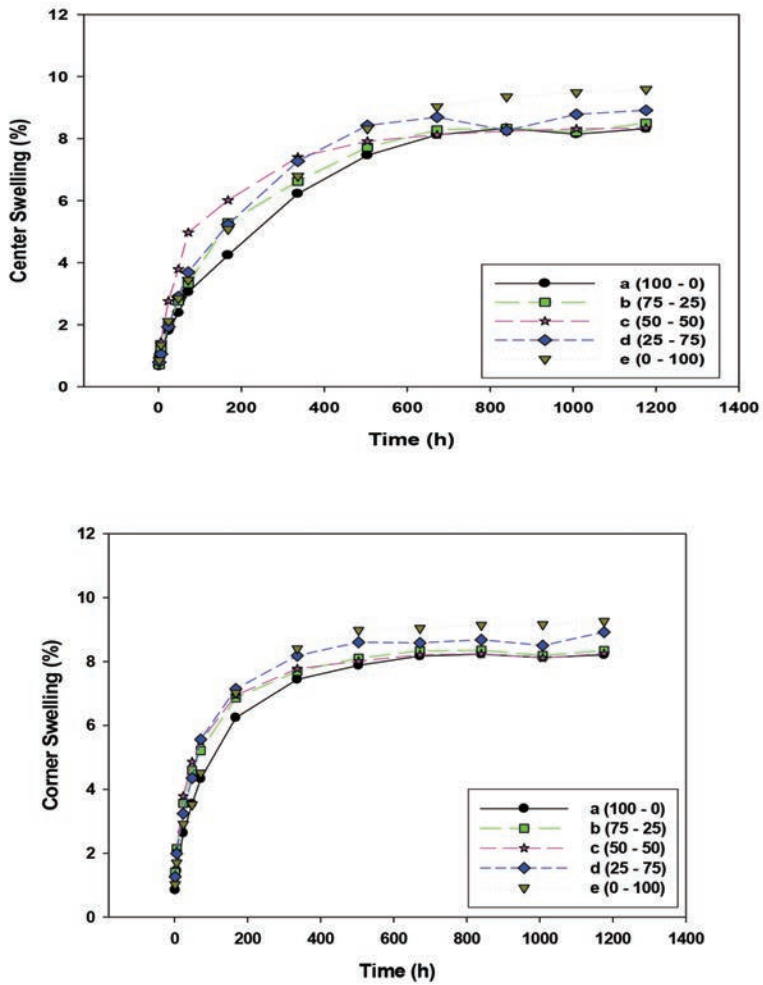 12
10
8
6
4
2
0
Center Swelling (%)
a (100 - 0)
b (75 - 25)
c (50 - 50)
d (25 - 75)
e (0 - 100)
0 200 400 600 800 1000 1200 1400
Time (h)
12
10
8
6
4
2
0
Corner Swelling (%)
a (100 - 0)
b (75 - 25)
c (50 - 50)
d (25 - 75)
e (0 - 100)
0 200 400 600 800 1000 1200 1400
Time (h)